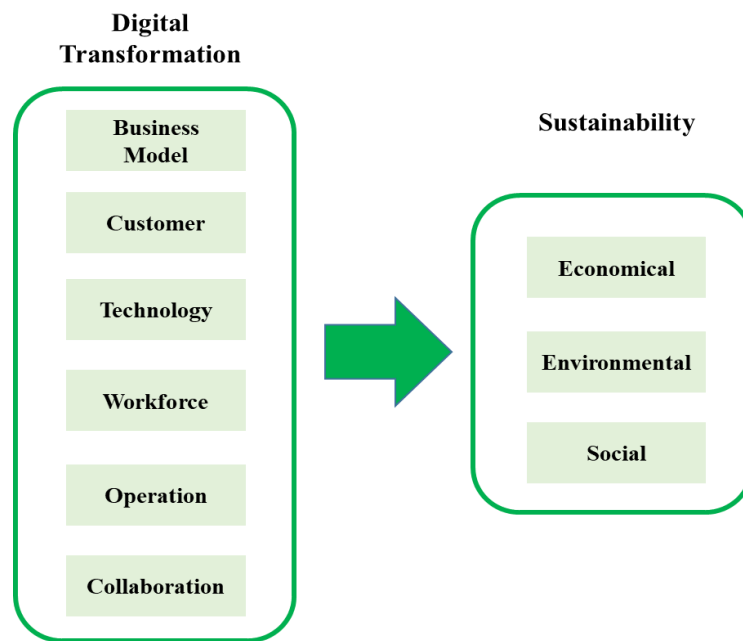 Digital
Transformation
Business
Model
Customer
Technology
Workforce
Operation
Collaboration
Sustainability
Economical
Environmental
Social